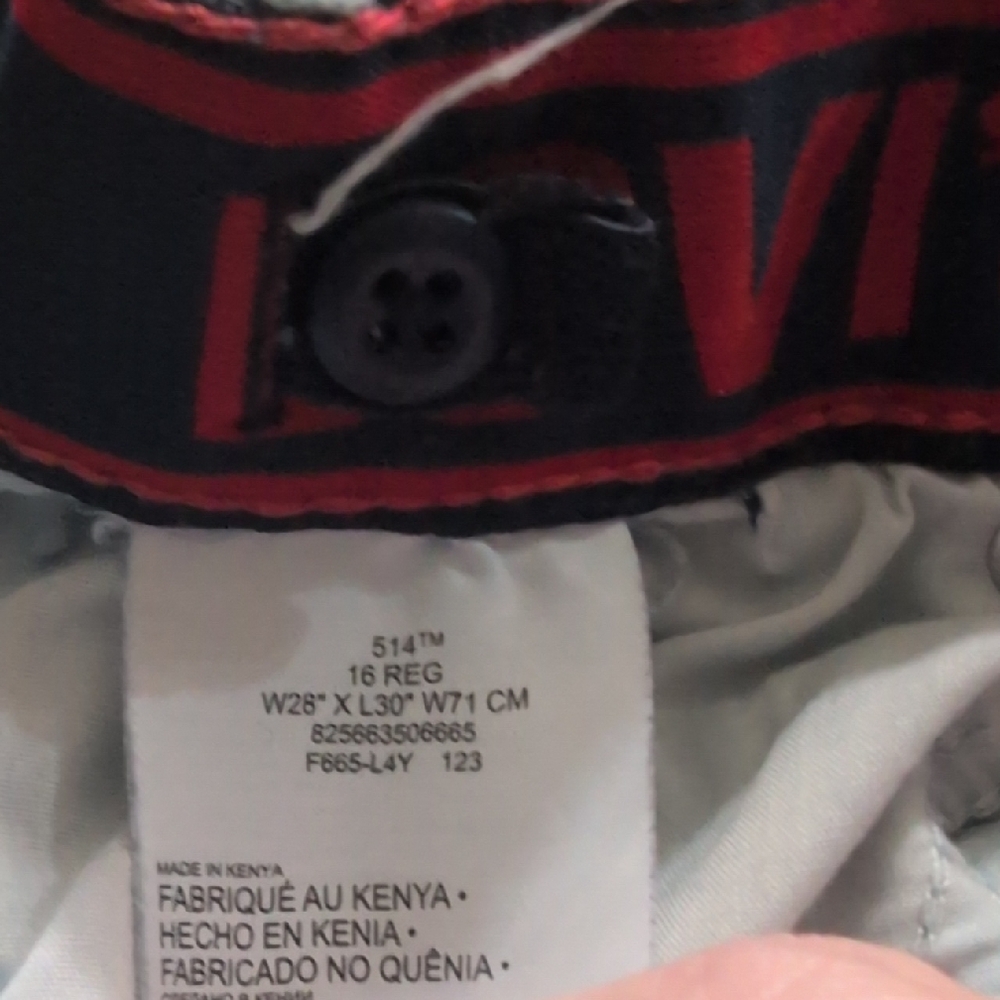 LEVI'
514™
16 REG
W28" X L30" W71 CM
825663506665
F665-L4Y 123
MADE IN KENYA
FABRIQUÉ AU KENYA •
HECHO EN KENIA •
FABRICADO NO QUÊNIA •